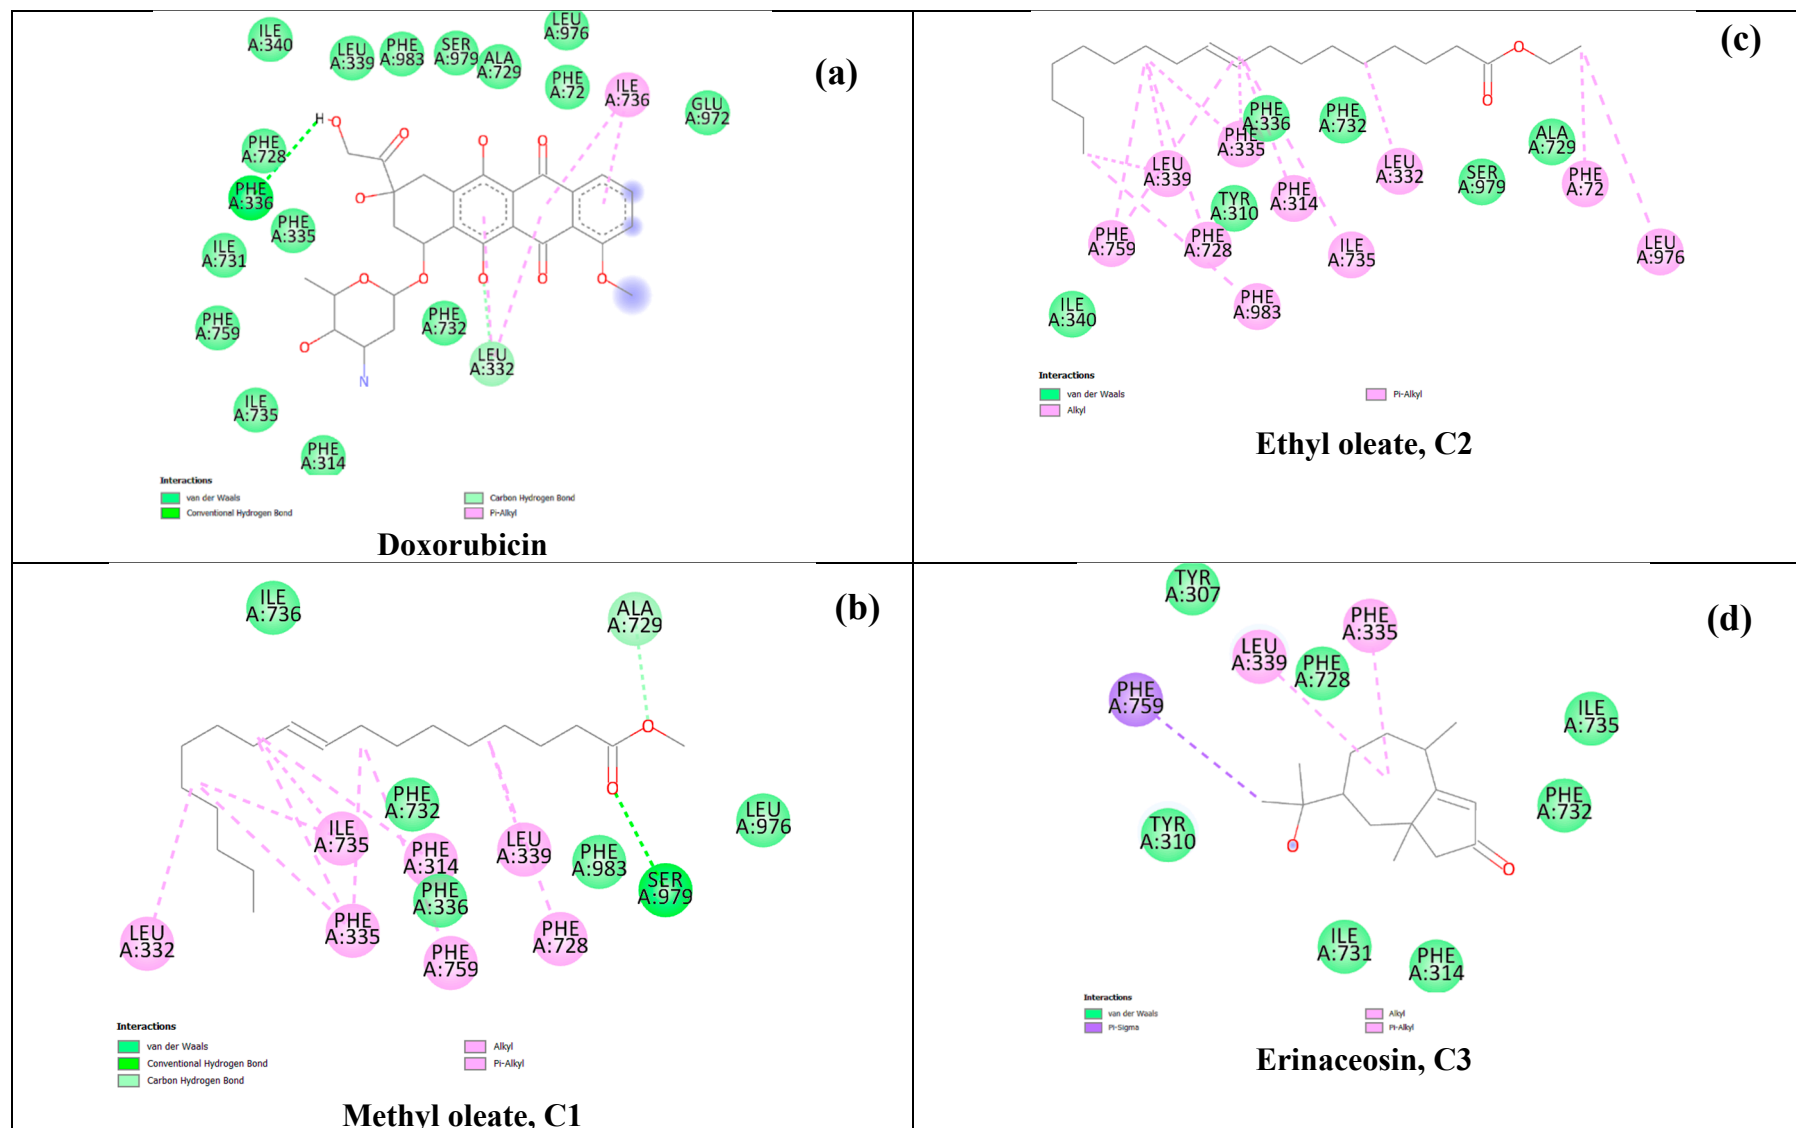 (a)
ILE
A:340
LEU
A:339
PHE
A:983
SER
A:979
ALA
A:729
LEU
A:976
PHE
A:72
ILE
A:736
GLU
A:972
PHE
A:728
PHE
A:336
PHE
A:335
ILE
A:731
PHE
A:759
PHE
A:732
LEU
A:332
ILE
A:735
PHE
A:314
H
O
O
O
O
O
O
O
O
O
O
O
N
Interactions
van der Waals
Conventional Hydrogen Bond
Carbon Hydrogen Bond
Pi-Alkyl
Doxorubicin
(c)
O
O
PHE
A:336
PHE
A:335
PHE
A:732
ALA
A:729
LEU
A:339
LEU
A:332
SER
A:979
PHE
A:72
TYR
A:310
PHE
A:314
PHE
A:759
PHE
A:728
ILE
A:735
LEU
A:976
PHE
A:983
ILE
A:340
Interactions
van der Waals
Alkyl
Pi-Alkyl
Ethyl oleate, C2
(b)
ILE
A:736
ALA
A:729
O
O
PHE
A:732
ILE
A:735
PHE
A:314
LEU
A:339
PHE
A:983
LEU
A:976
PHE
A:336
SER
A:979
LEU
A:332
PHE
A:335
PHE
A:759
PHE
A:728
Interactions
van der Waals
Conventional Hydrogen Bond
Carbon Hydrogen Bond
Alkyl
Pi-Alkyl
Methyl oleate, C1
(d)
TYR
A:307
PHE
A:335
LEU
A:339
PHE
A:728
PHE
A:759
ILE
A:735
PHE
A:732
TYR
A:310
O
O
ILE
A:731
PHE
A:314
Interactions
van der Waals
Pi-Sigma
Alkyl
Pi-Alkyl
Erinaceosin, C3